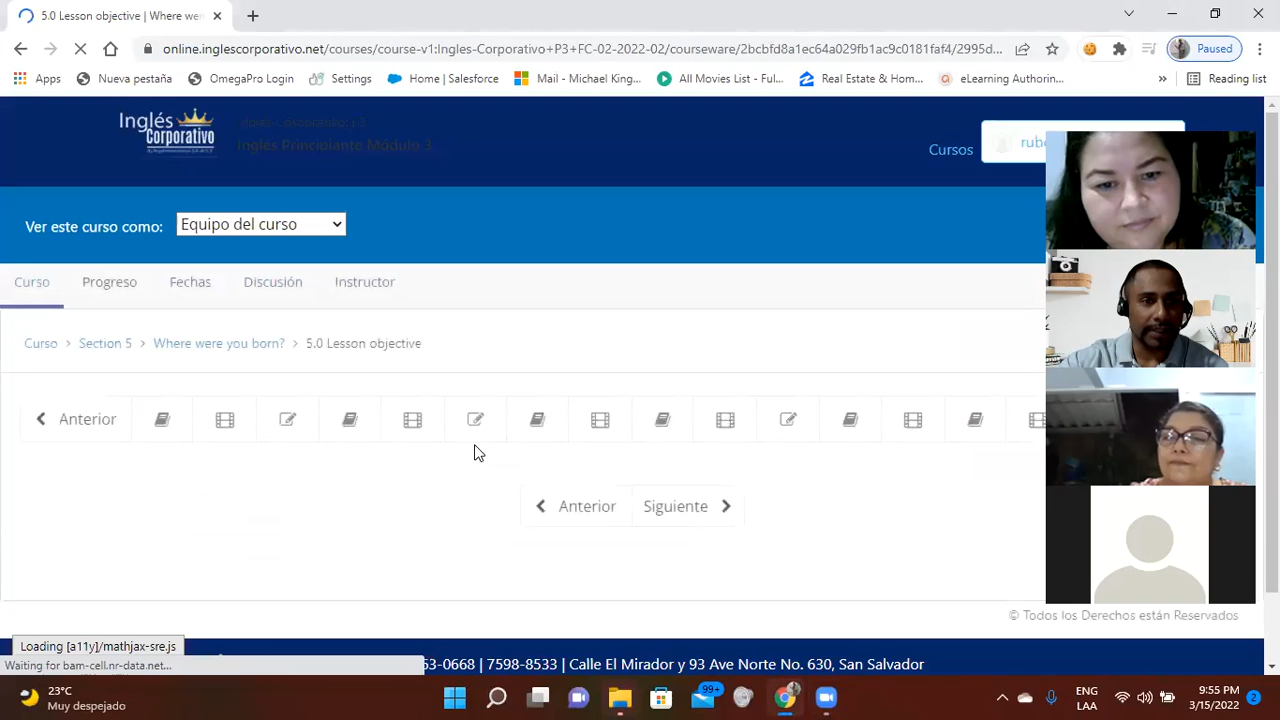 5.0 Lesson objective | Where wer
online.inglescorporativo.net/courses/course-v1:Ingles-Corporativo+P3+FC-02-2022-02/courseware/2bcbfd8a1ec64a029fb1ac9c0181faf4/2995d...
Paused
Apps
Nueva pestaña
OmegaPro Login
Settings
Home | Salesforce
Mail - Michael King...
All Movies List - Ful...
Real Estate & Hom...
eLearning Authorin...
»
Reading list
Inglés Corporativo
Inglés Principiante Módulo 3
Cursos
rub
Ver este curso como:
Equipo del curso
Curso
Progreso
Fechas
Discusión
Instructor
Curso > Section 5 > Where were you born? > 5.0 Lesson objective
Anterior
Anterior
Siguiente
© Todos los Derechos están Reservados
Loading [a11y]/mathjax-sre.js
Waiting for bam-cell.nr-data.net...
63-0668 | 7598-8533 | Calle El Mirador y 93 Ave Norte No. 630, San Salvador
23°C
Muy despejado
99+
ENG
LAA
9:55 PM
3/15/2022
2